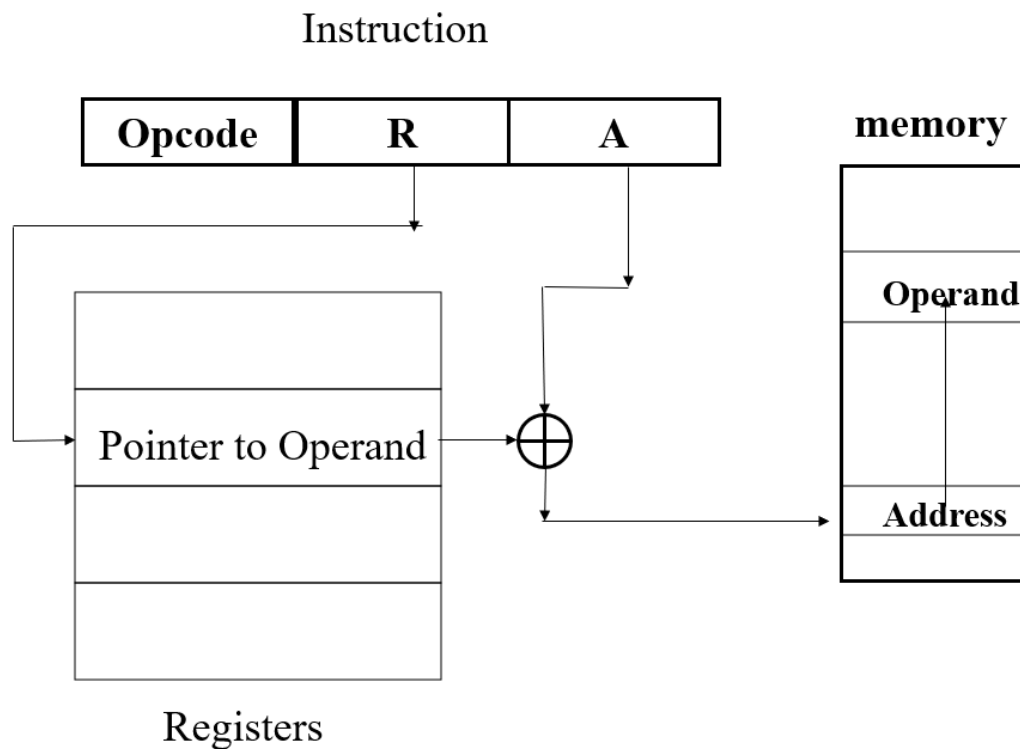 Instruction
Opcode R A
memory
Operand
Pointer to Operand
Address
Registers